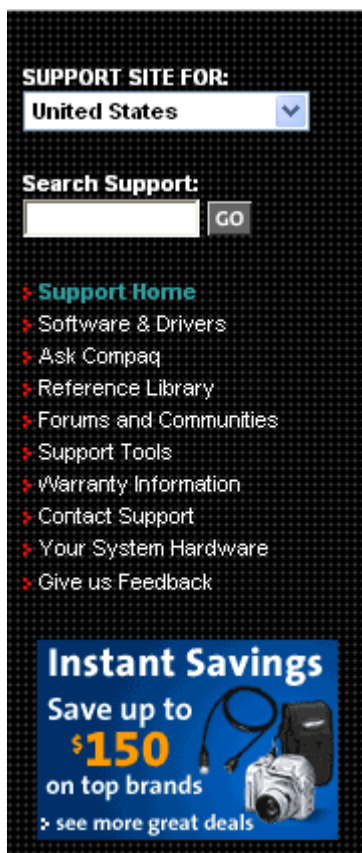 SUPPORT SITE FOR:
United States
Search Support:
GO
Support Home
Software & Drivers
Ask Compaq
Reference Library
Forums and Communities
Support Tools
Warranty Information
Contact Support
Your System Hardware
Give us Feedback
Instant Savings
Save up to
$150
on top brands
see more great deals